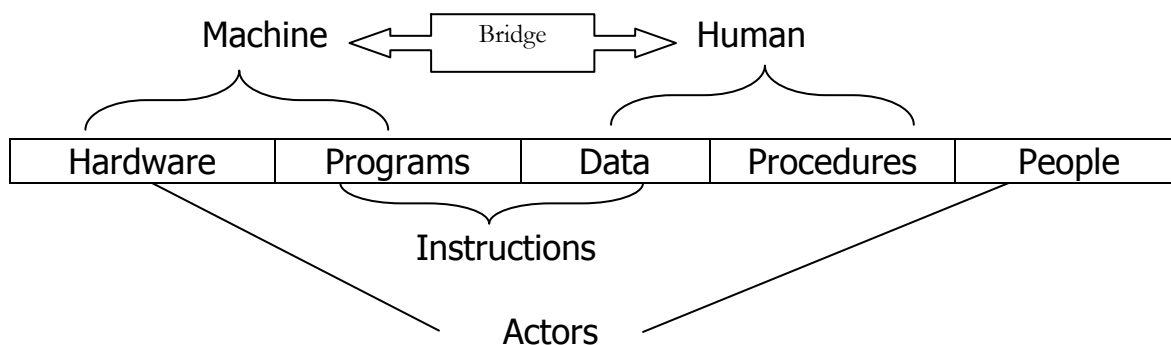 Machine Bridge Human
Hardware Programs Data Procedures People
Instructions
Actors